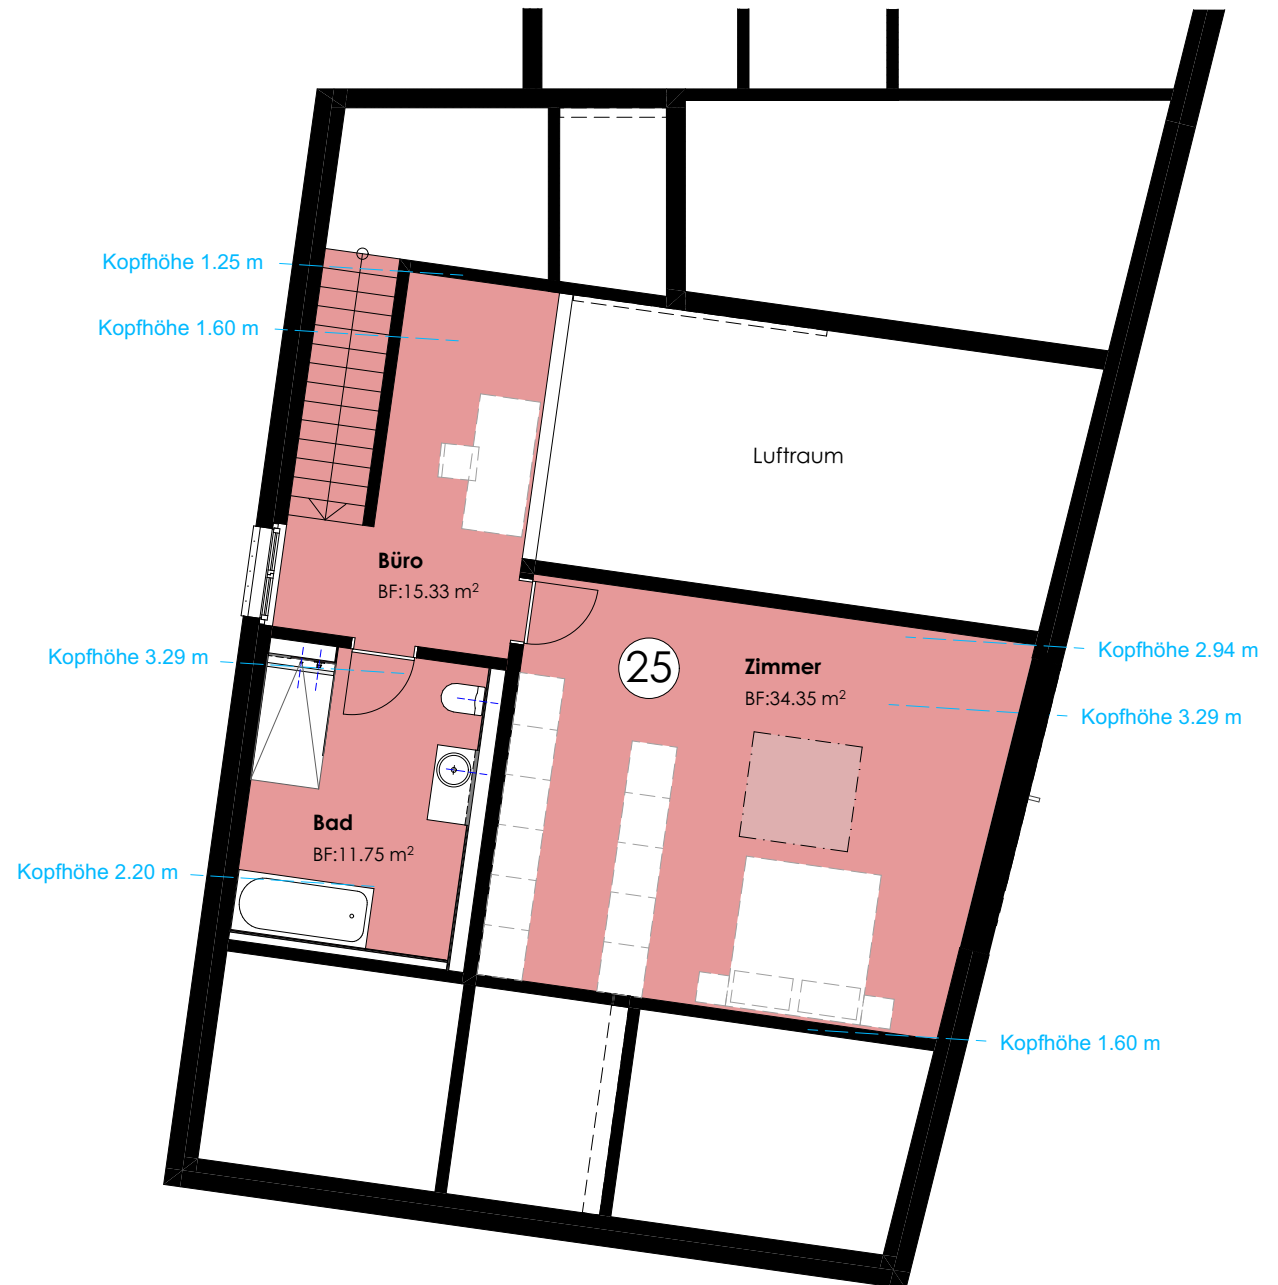 Kopfhöhe 1.25 m
Kopfhöhe 1.60 m
Luftraum
Büro
BF:15.33 m²
Kopfhöhe 3.29 m
25
Zimmer
BF:34.35 m²
Kopfhöhe 2.94 m
Kopfhöhe 3.29 m
Bad
BF:11.75 m²
Kopfhöhe 2.20 m
Kopfhöhe 1.60 m